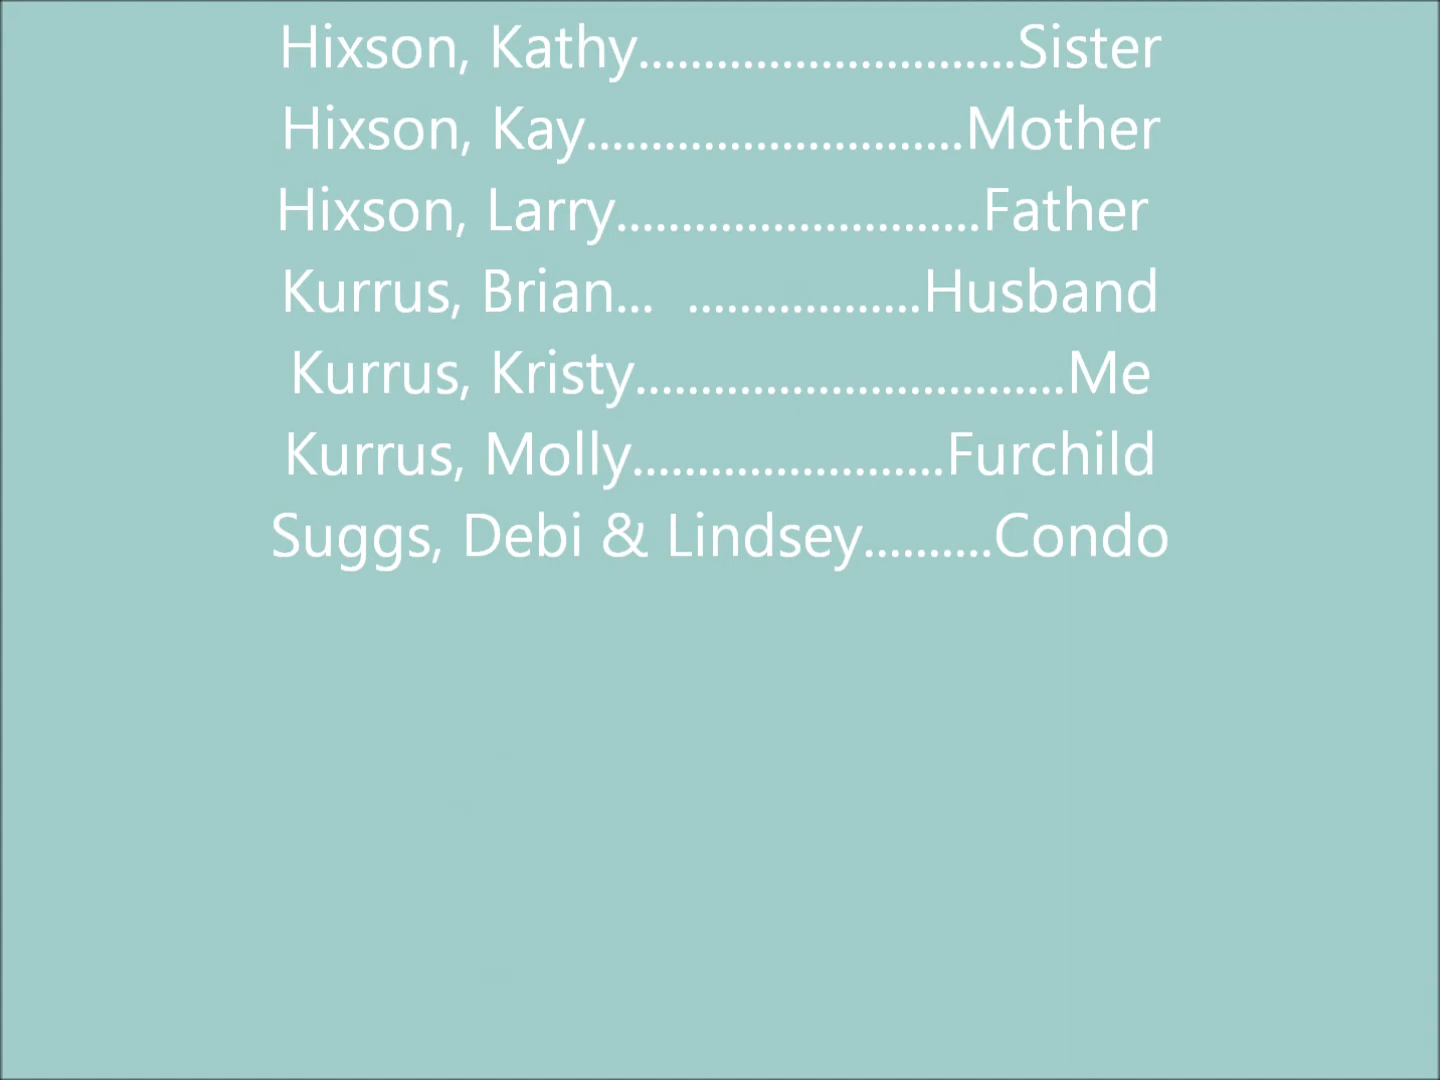 Hixson, Kathy.............................Sister
Hixson, Kay.............................Mother
Hixson, Larry............................Father
Kurrus, Brian...  ..................Husband
Kurrus, Kristy.................................Me
Kurrus, Molly........................Furchild
Suggs, Debi & Lindsey..........Condo